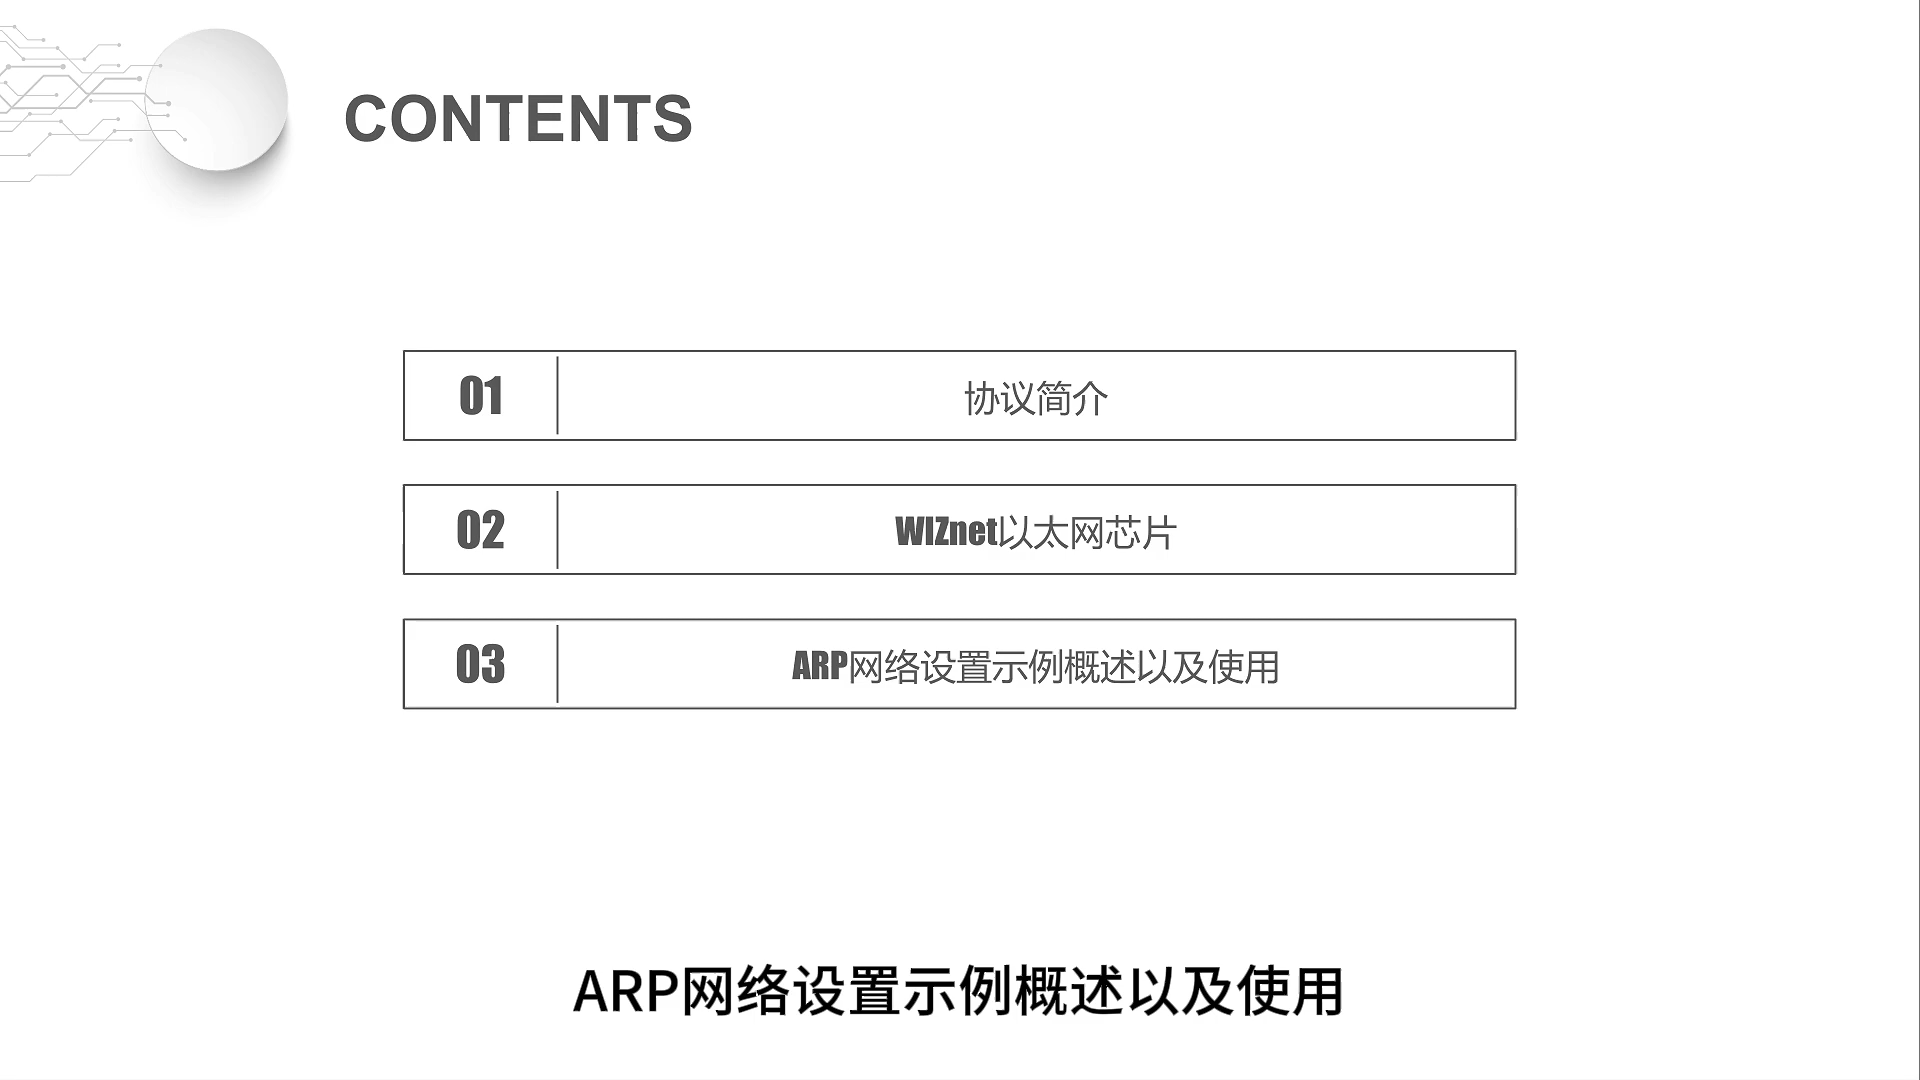 CONTENTS
01 协议简介
02 WIZnet以太网芯片
03 ARP网络设置示例概述以及使用
ARP网络设置示例概述以及使用